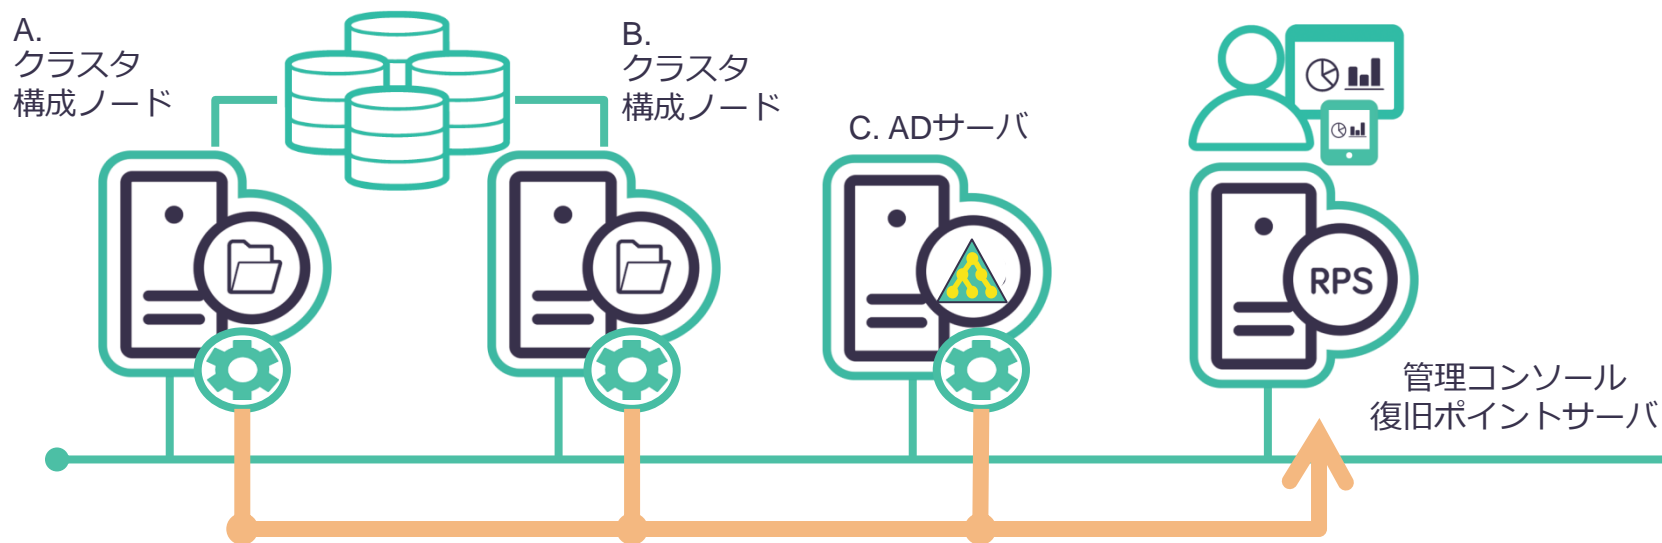 A.
クラスタ
構成ノード
B.
クラスタ
構成ノード
C. ADサーバ
RPS
管理コンソール
復旧ポイントサーバ